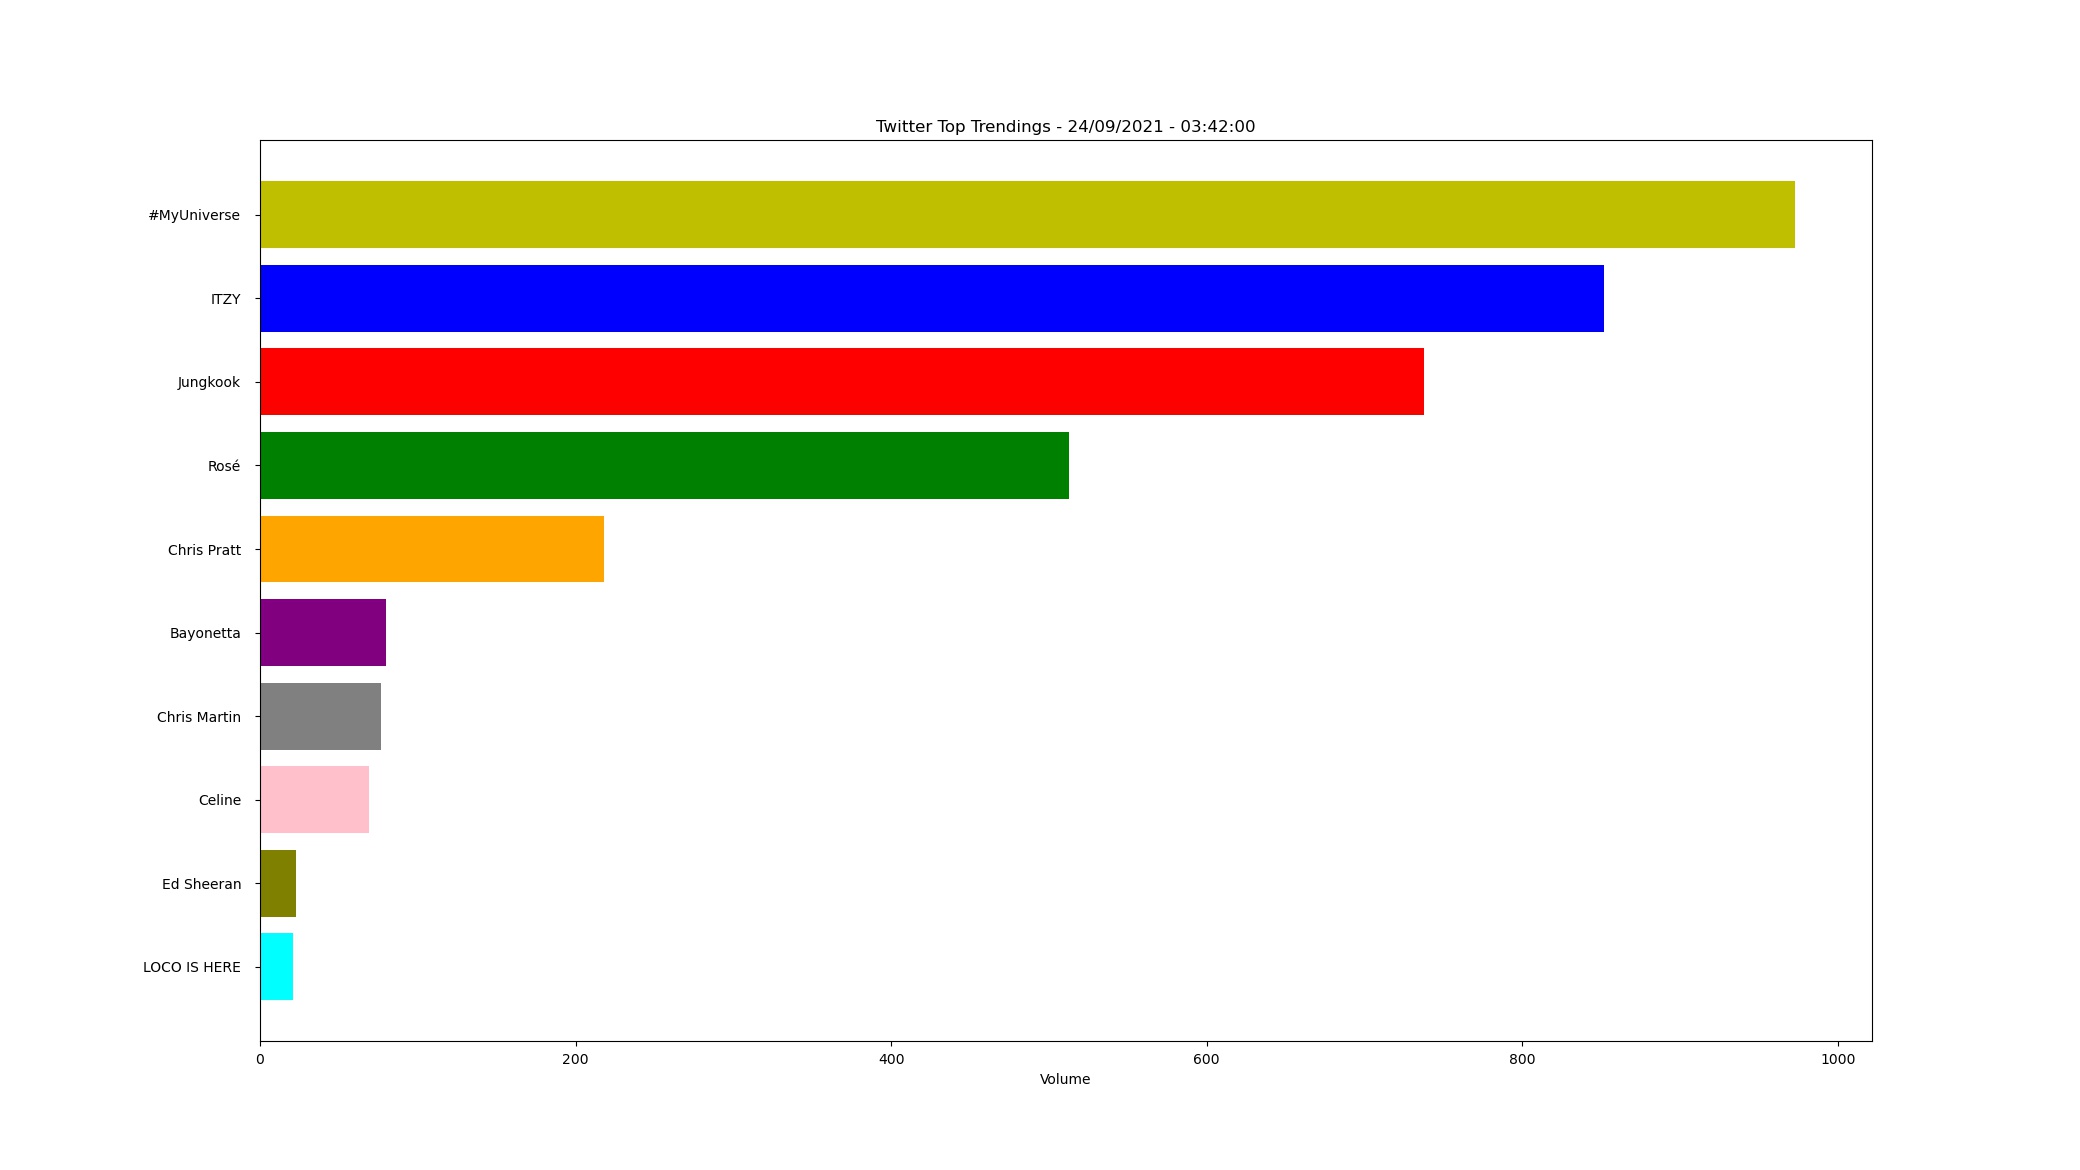 Twitter Top Trendings - 24/09/2021 - 03:42:00
#MyUniverse
ITZY
Jungkook
Rosé
Chris Pratt
Bayonetta
Chris Martin
Celine
Ed Sheeran
LOCO IS HERE
0 200 400 600 800 1000
Volume